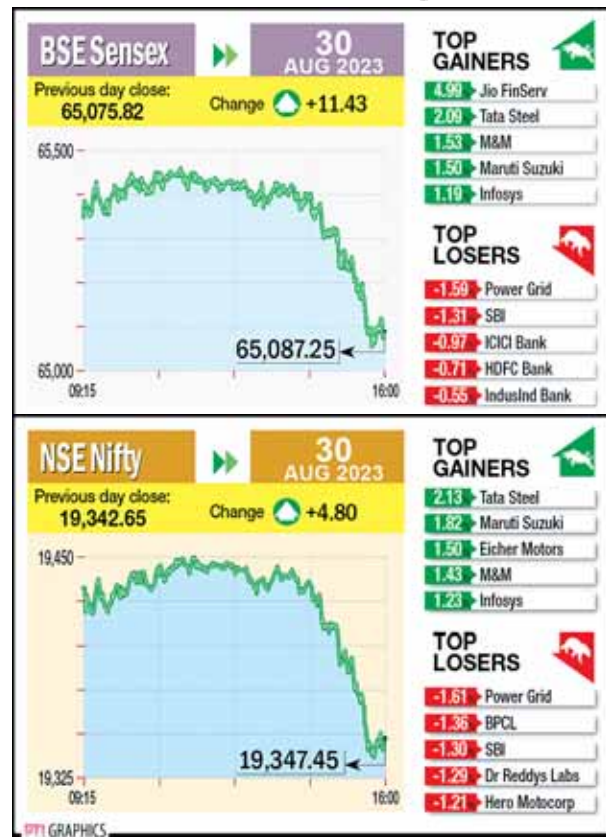 BSE Sensex
30
AUG 2023
Previous day close:
65,075.82
Change +11.43
65,500
65,087.25
65,000
09:15
16:00
TOP
GAINERS
4.99 Jio FinServ
2.09 Tata Steel
1.53 M&M
1.50 Maruti Suzuki
1.19 Infosys
TOP
LOSERS
-1.59 Power Grid
-1.31 SBI
-0.97 ICICI Bank
-0.71 HDFC Bank
-0.55 IndusInd Bank
NSE Nifty
30
AUG 2023
Previous day close:
19,342.65
Change +4.80
19,450
19,347.45
19,325
09:15
16:00
TOP
GAINERS
2.13 Tata Steel
1.82 Maruti Suzuki
1.50 Eicher Motors
1.43 M&M
1.23 Infosys
TOP
LOSERS
-1.61 Power Grid
-1.36 BPCL
-1.30 SBI
-1.29 Dr Reddys Labs
-1.21 Hero Motocorp
PTI GRAPHICS